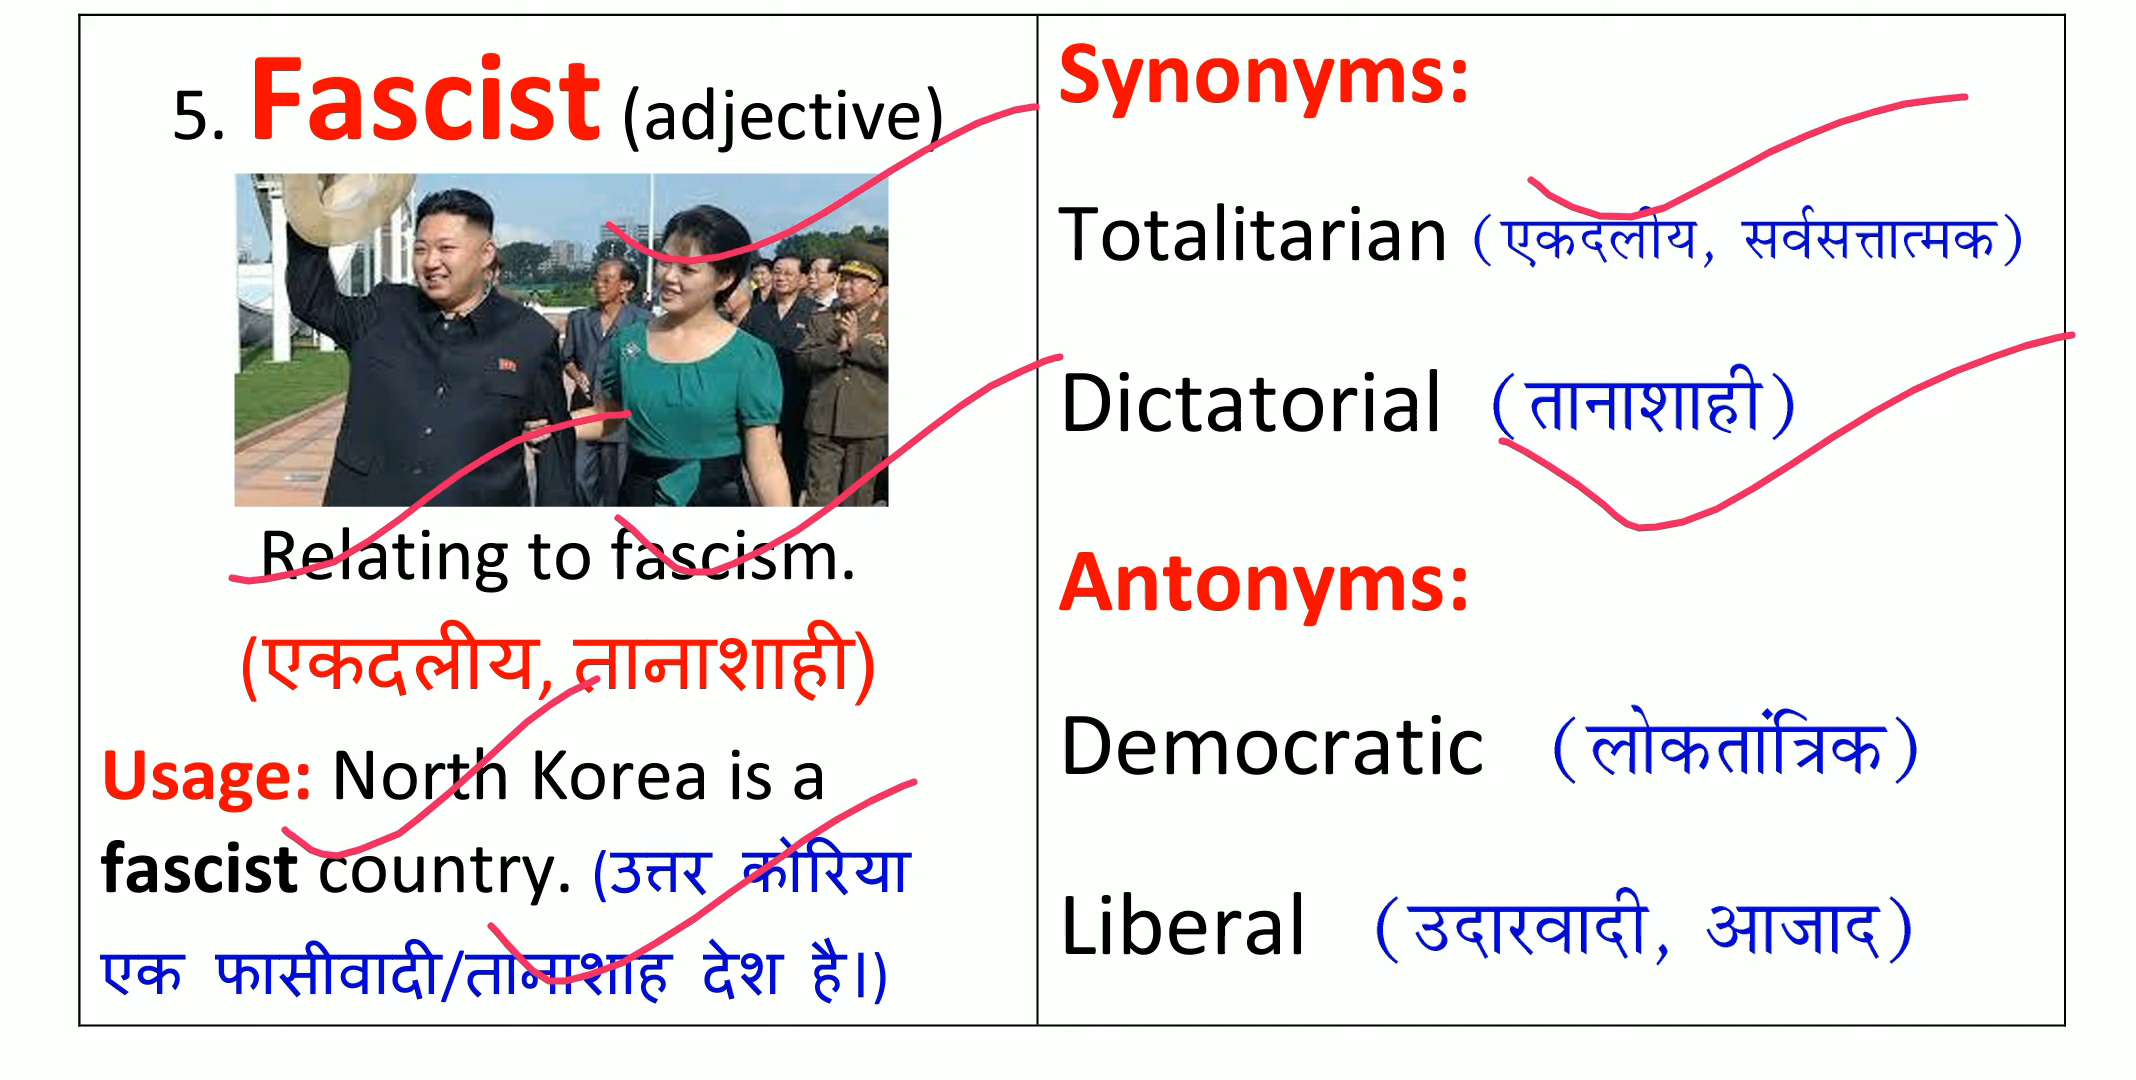 5. Fascist (adjective)
Relating to fascism.
(एकदलीय, तानाशाही)
Usage: North Korea is a
fascist country. (उत्तर कोरिया
एक फासीवादी/तानाशाह देश है।)
Synonyms:
Totalitarian (एकदलीय, सर्वसत्तात्मक)
Dictatorial (तानाशाही)
Antonyms:
Democratic (लोकतांत्रिक)
Liberal (उदारवादी, आजाद)